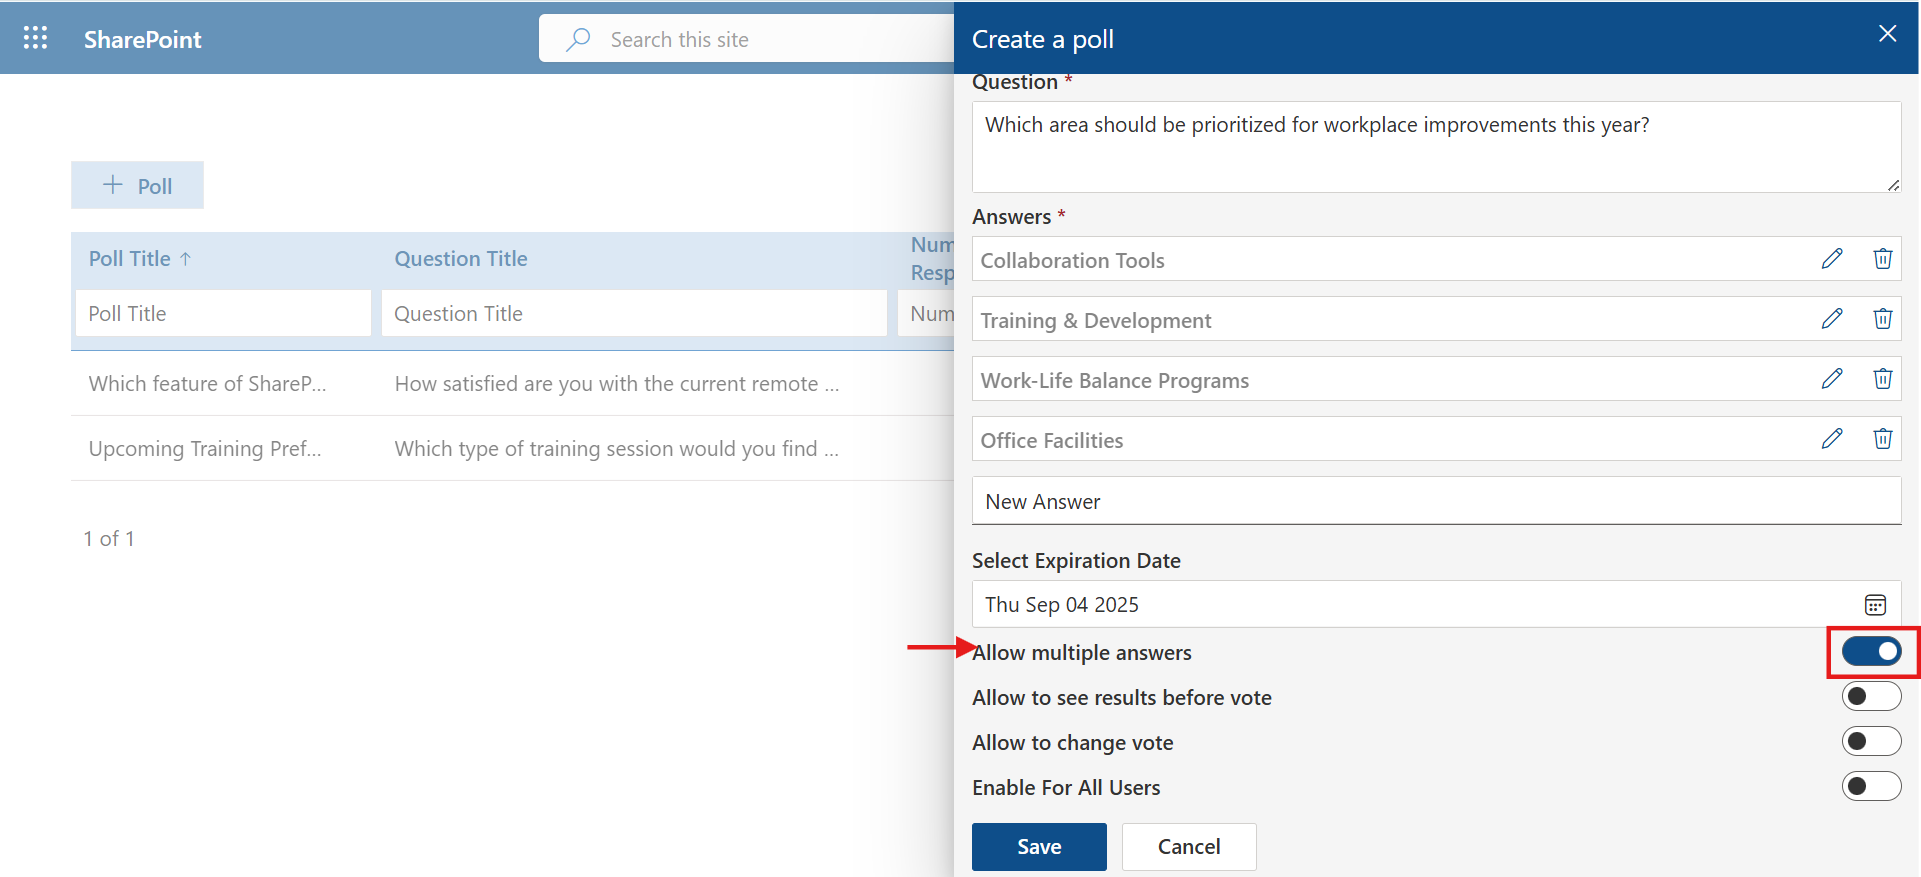 SharePoint
Search this site
Create a poll
Question *
Which area should be prioritized for workplace improvements this year?
+ Poll
Answers *
Collaboration Tools
Training & Development
Work-Life Balance Programs
Office Facilities
New Answer
Select Expiration Date
Thu Sep 04 2025
Allow multiple answers
Allow to see results before vote
Allow to change vote
Enable For All Users
Save
Cancel
Poll Title ↑
Question Title
Num
Resp
Poll Title
Question Title
Num
Which feature of ShareP...
How satisfied are you with the current remote ...
Upcoming Training Pref...
Which type of training session would you find ...
1 of 1